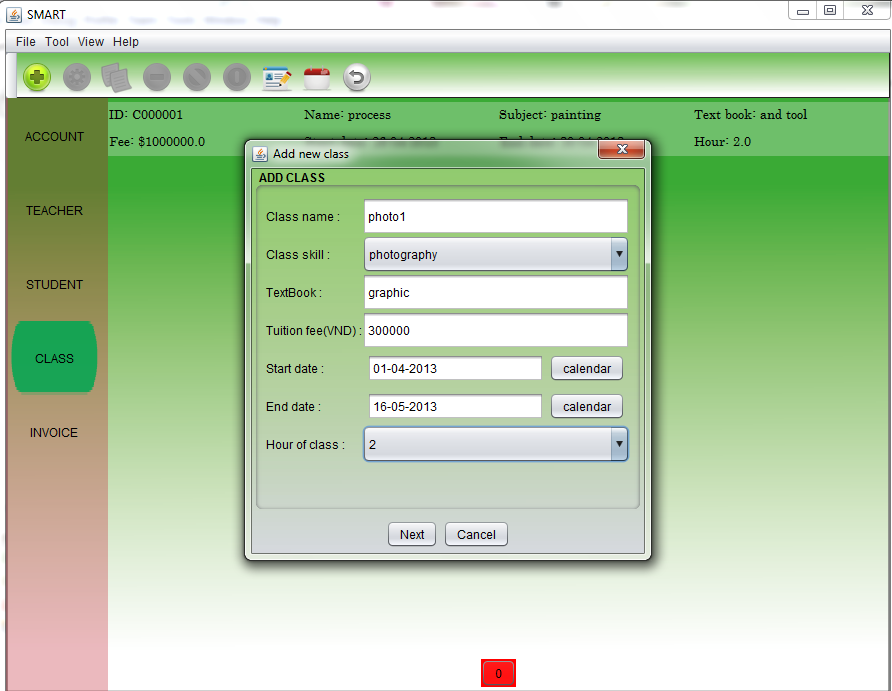 SMART
File Tool View Help
ID: C000001 Name: process Subject: painting Text book: and tool
Fee: $1000000.0 Hour: 2.0
ACCOUNT
TEACHER
STUDENT
CLASS
INVOICE
Add new class
ADD CLASS
Class name : photo1
Class skill : photography
TextBook : graphic
Tuition fee(VND) : 300000
Start date : 01-04-2013 calendar
End date : 16-05-2013 calendar
Hour of class : 2
Next Cancel
0